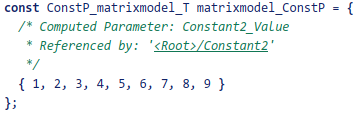 const ConstP_matrixmodel_T matrixmodel_ConstP = {
  /* Computed Parameter: Constant2_Value
   * Referenced by: '<Root>/Constant2'
   */
  { 1, 2, 3, 4, 5, 6, 7, 8, 9 }
};